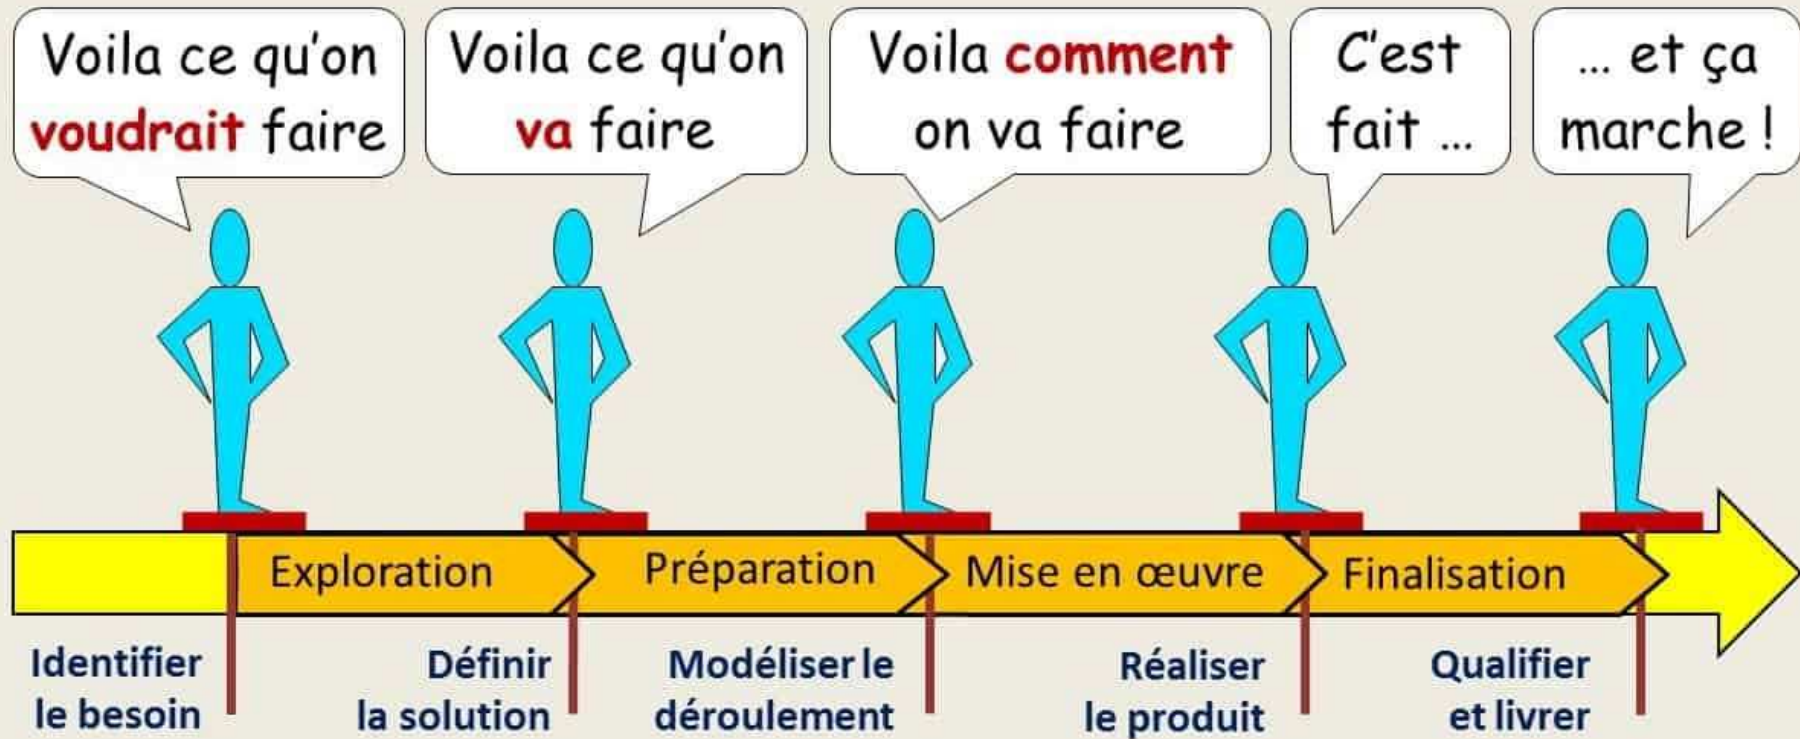 Voila ce qu'on
voudrait faire
Voila ce qu'on
va faire
Voila comment
on va faire
C'est
fait ...
... et ça
marche !
Exploration
Préparation
Mise en œuvre
Finalisation
Identifier
le besoin
Définir
la solution
Modéliser le
déroulement
Réaliser
le produit
Qualifier
et livrer